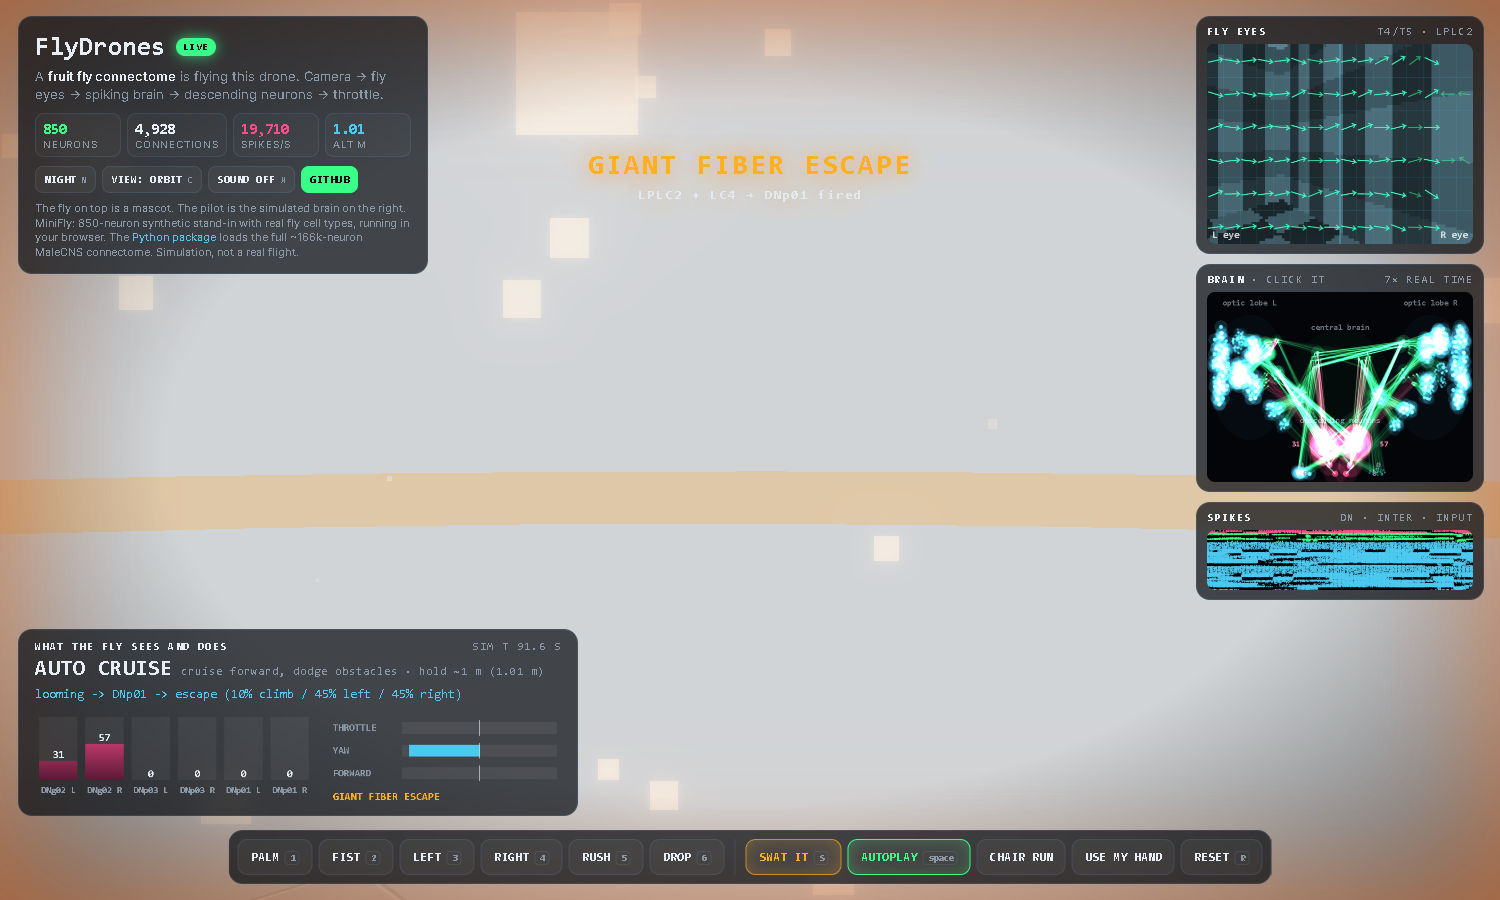 FlyDrones LIVE
A fruit fly connectome is flying this drone. Camera → fly
eyes → spiking brain → descending neurons → throttle.
850 4,928 19,710 1.01
NEURONS CONNECTIONS SPIKES/S ALT M
NIGHT N VIEW: ORBIT C SOUND OFF GITHUB
The fly on top is a mascot. The pilot is the simulated brain on the right.
MiniFly: 850-neuron synthetic stand-in with real fly cell types, running in
your browser. The Python package loads the full ~166k-neuron
MaleCNS connectome. Simulation, not a real flight.
GIANT FIBER ESCAPE
LPLC2 + LC4 → DNp01 fired
FLY EYES T4/T5 · LPLC2
L eye R eye
BRAIN · CLICK IT 7× REAL TIME
optic lobe L optic lobe R
central brain
31 57
SPIKES DN · INTER · INPUT
WHAT THE FLY SEES AND DOES SIM T 91.6 S
AUTO CRUISE cruise forward, dodge obstacles · hold ~1 m (1.01 m)
looming -> DNp01 -> escape (10% climb / 45% left / 45% right)
31 57 0 0 0 0
DNg02 L DNg02 R DNp03 L DNp03 R DNp01 L DNp01 R
THROTTLE
YAW
FORWARD
GIANT FIBER ESCAPE
PALM 1 FIST 2 LEFT 3 RIGHT 4 RUSH 5 DROP 6 SWAT IT S AUTOPLAY space CHAIR RUN USE MY HAND RESET R